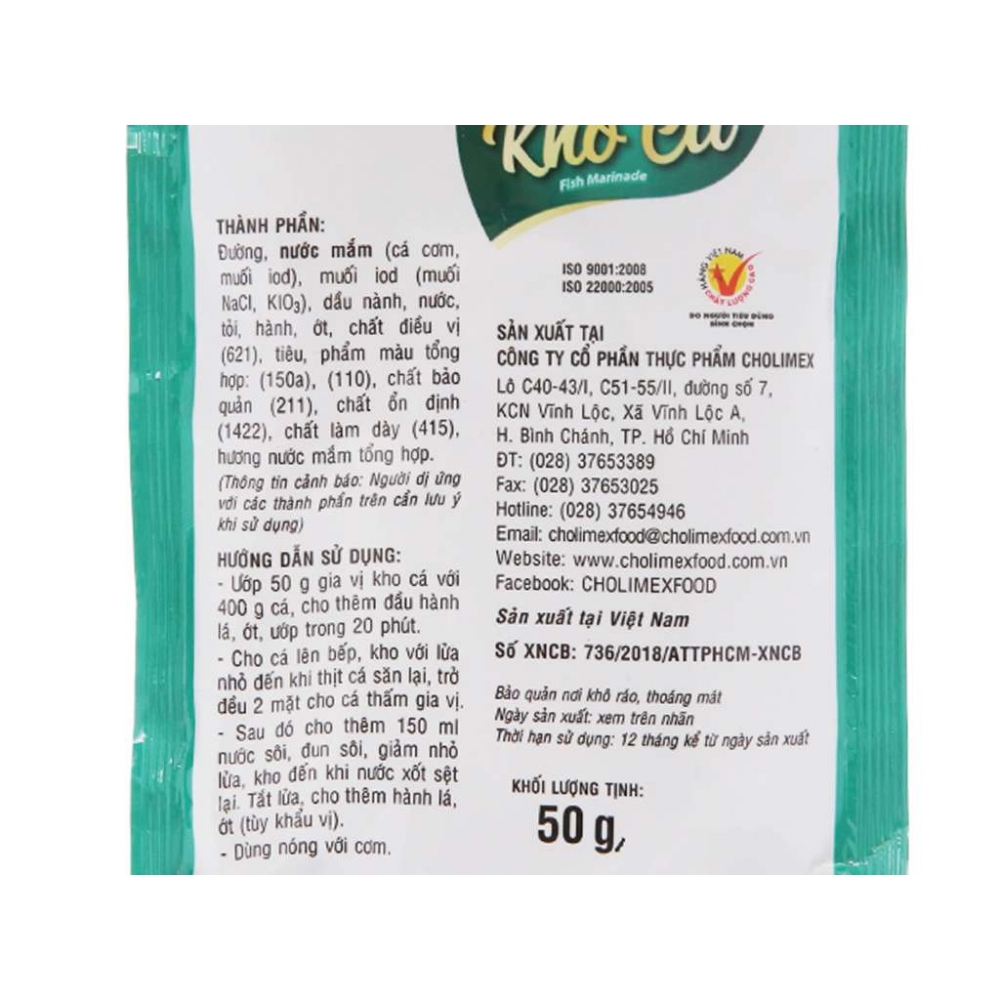 Kho Cá
Fish Marinade
THÀNH PHẦN:
Đường, nước mắm (cá cơm,
muối iod), muối iod (muối
NaCl, KIO₃), dầu nành, nước,
tỏi, hành, ớt, chất điều vị
(621), tiêu, phẩm màu tổng
hợp: (150a), (110), chất bảo
quản (211), chất ổn định
(1422), chất làm dày (415),
hương nước mắm tổng hợp.
(Thông tin cảnh báo: Người dị ứng
với các thành phần trên cần lưu ý
khi sử dụng)
HƯỚNG DẪN SỬ DỤNG:
- Ướp 50 g gia vị kho cá với
400 g cá, cho thêm đầu hành
lá, ớt, ướp trong 20 phút.
- Cho cá lên bếp, kho với lửa
nhỏ đến khi thịt cá săn lại, trở
đều 2 mặt cho cá thấm gia vị.
- Sau đó cho thêm 150 ml
nước sôi, đun sôi, giảm nhỏ
lửa, kho đến khi nước xốt sệt
lại. Tắt lửa, cho thêm hành lá,
ớt (tùy khẩu vị).
- Dùng nóng với cơm.
ISO 9001:2008
ISO 22000:2005
HÀNG VIỆT NAM
CHẤT LƯỢNG CAO
DO NGƯỜI TIÊU DÙNG
BÌNH CHỌN
SẢN XUẤT TẠI
CÔNG TY CỔ PHẦN THỰC PHẨM CHOLIMEX
Lô C40-43/I, C51-55/II, đường số 7,
KCN Vĩnh Lộc, Xã Vĩnh Lộc A,
H. Bình Chánh, TP. Hồ Chí Minh
ĐT: (028) 37653389
Fax: (028) 37653025
Hotline: (028) 37654946
Email: cholimexfood@cholimexfood.com.vn
Website: www.cholimexfood.com.vn
Facebook: CHOLIMEXFOOD
Sản xuất tại Việt Nam
Số XNCB: 736/2018/ATTPHCM-XNCB
Bảo quản nơi khô ráo, thoáng mát
Ngày sản xuất: xem trên nhãn
Thời hạn sử dụng: 12 tháng kể từ ngày sản xuất
KHỐI LƯỢNG TỊNH:
50 g